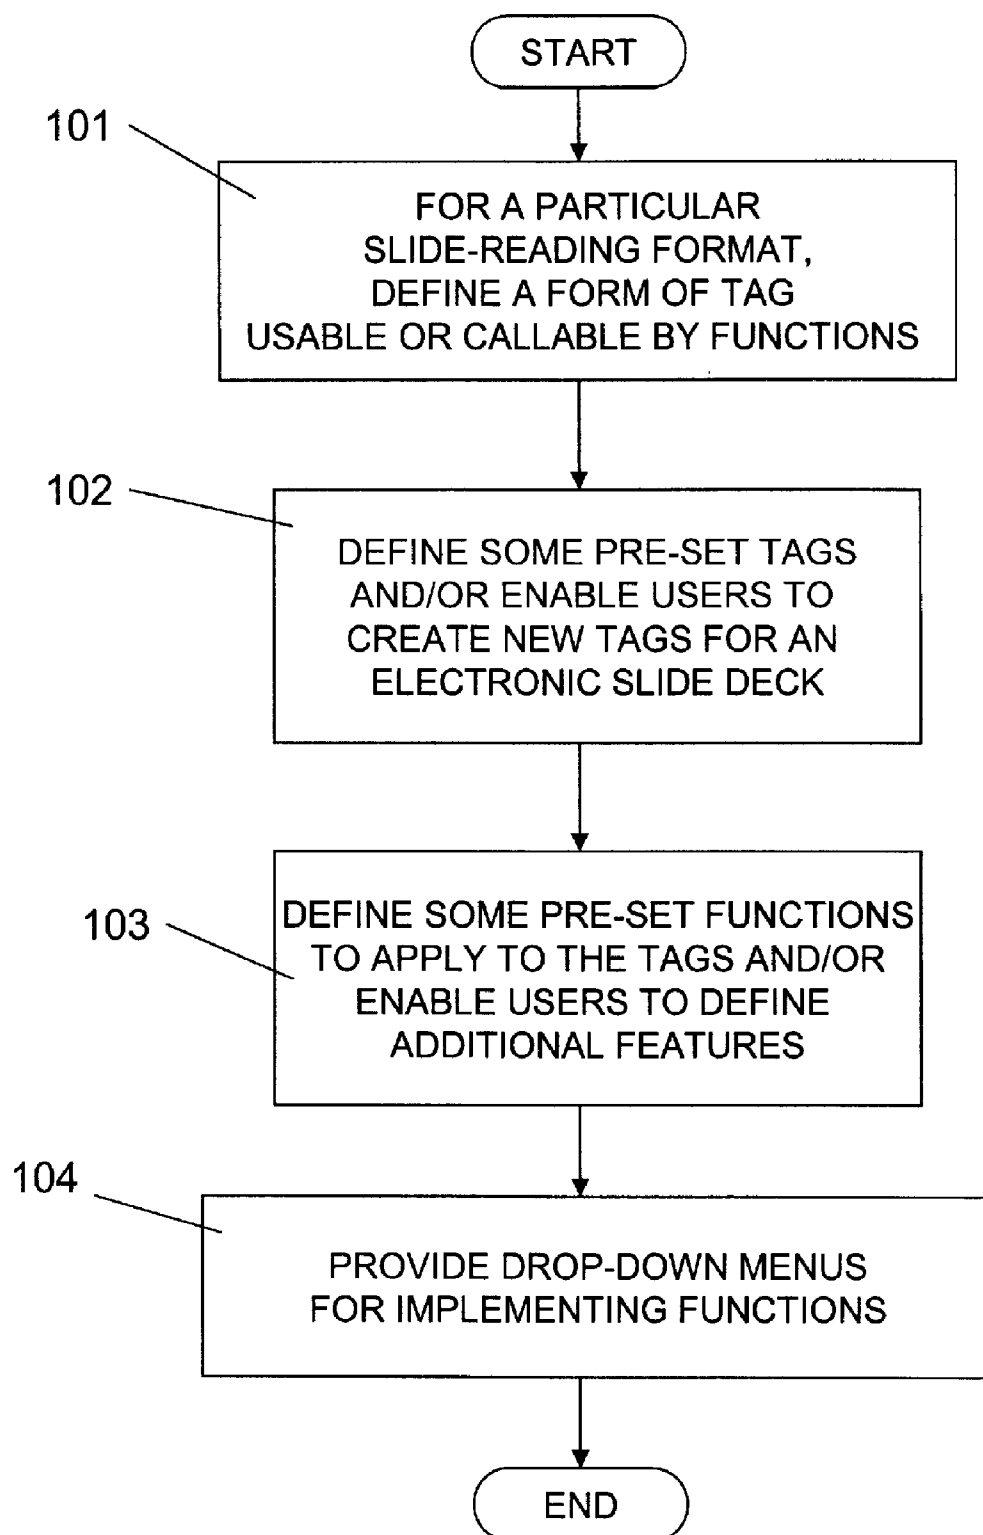 START
101
FOR A PARTICULAR
SLIDE-READING FORMAT,
DEFINE A FORM OF TAG
USABLE OR CALLABLE BY FUNCTIONS
102
DEFINE SOME PRE-SET TAGS
AND/OR ENABLE USERS TO
CREATE NEW TAGS FOR AN
ELECTRONIC SLIDE DECK
103
DEFINE SOME PRE-SET FUNCTIONS
TO APPLY TO THE TAGS AND/OR
ENABLE USERS TO DEFINE
ADDITIONAL FEATURES
104
PROVIDE DROP-DOWN MENUS
FOR IMPLEMENTING FUNCTIONS
END